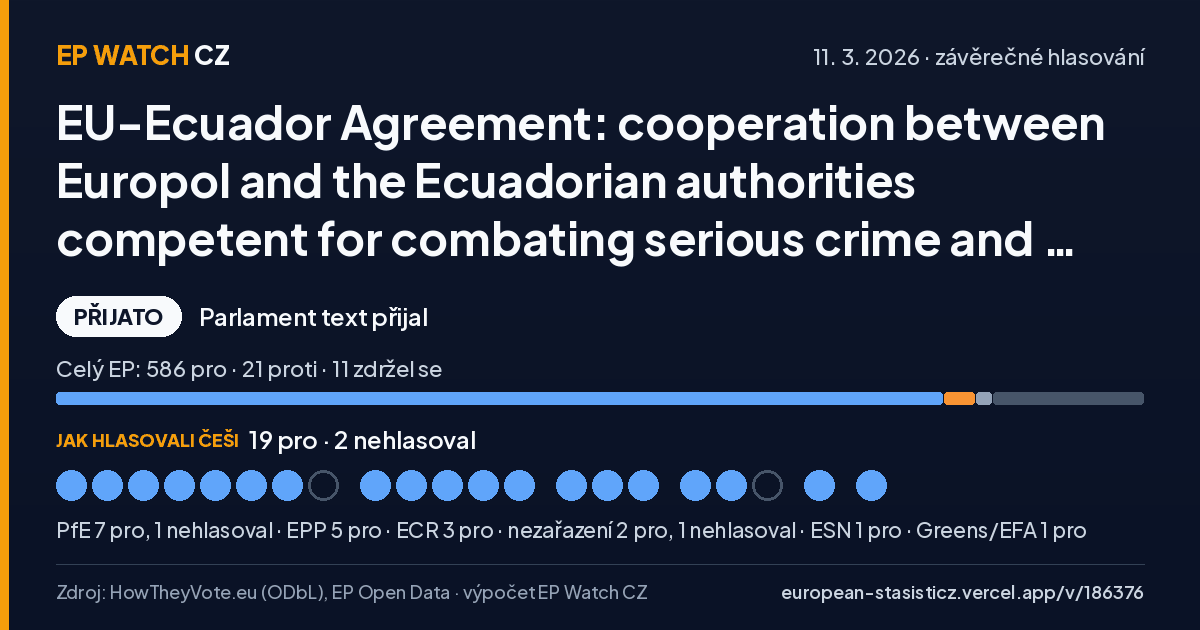 EP WATCH CZ
11. 3. 2026 · závěrečné hlasování
EU–Ecuador Agreement: cooperation between
Europol and the Ecuadorian authorities
competent for combating serious crime and …
PŘIJATO Parlament text přijal
Celý EP: 586 pro · 21 proti · 11 zdržel se
JAK HLASOVALI ČEŠI 19 pro · 2 nehlasoval
PfE 7 pro, 1 nehlasoval · EPP 5 pro · ECR 3 pro · nezařazení 2 pro, 1 nehlasoval · ESN 1 pro · Greens/EFA 1 pro
Zdroj: HowTheyVote.eu (ODbL), EP Open Data · výpočet EP Watch CZ
european-stasisticz.vercel.app/v/186376